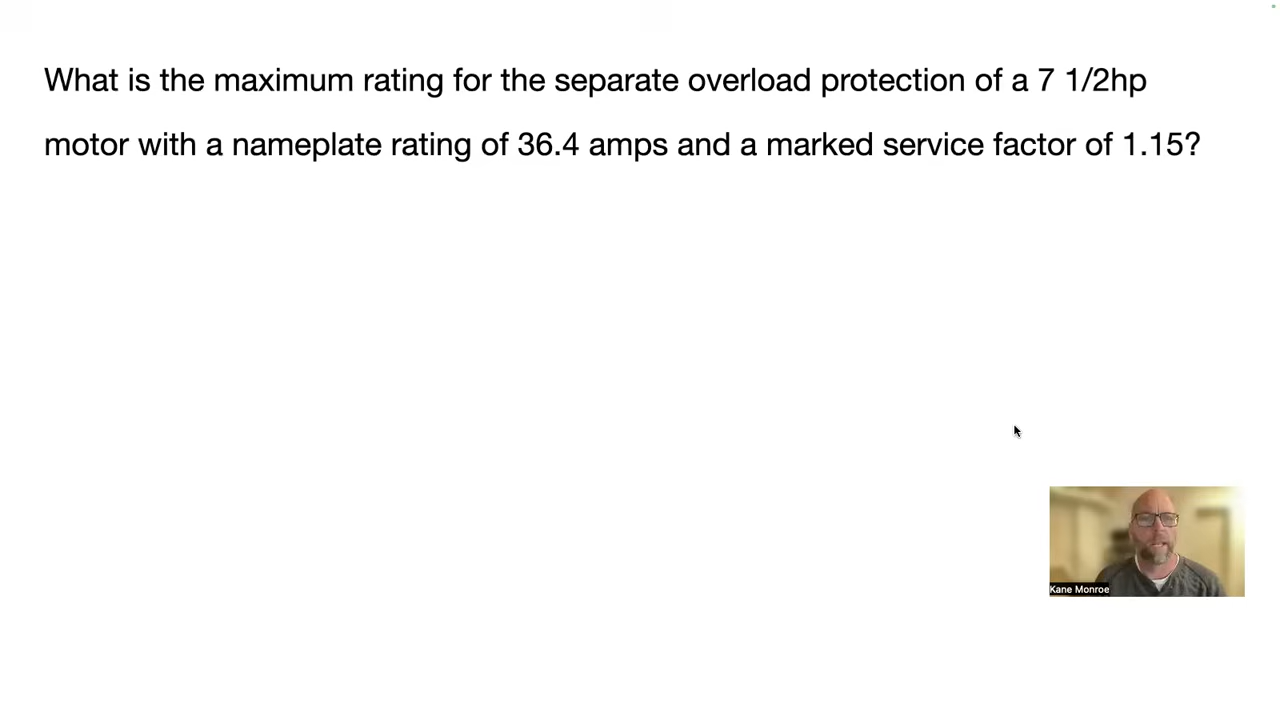 What is the maximum rating for the separate overload protection of a 7 1/2hp
motor with a nameplate rating of 36.4 amps and a marked service factor of 1.15?
Kane Monroe